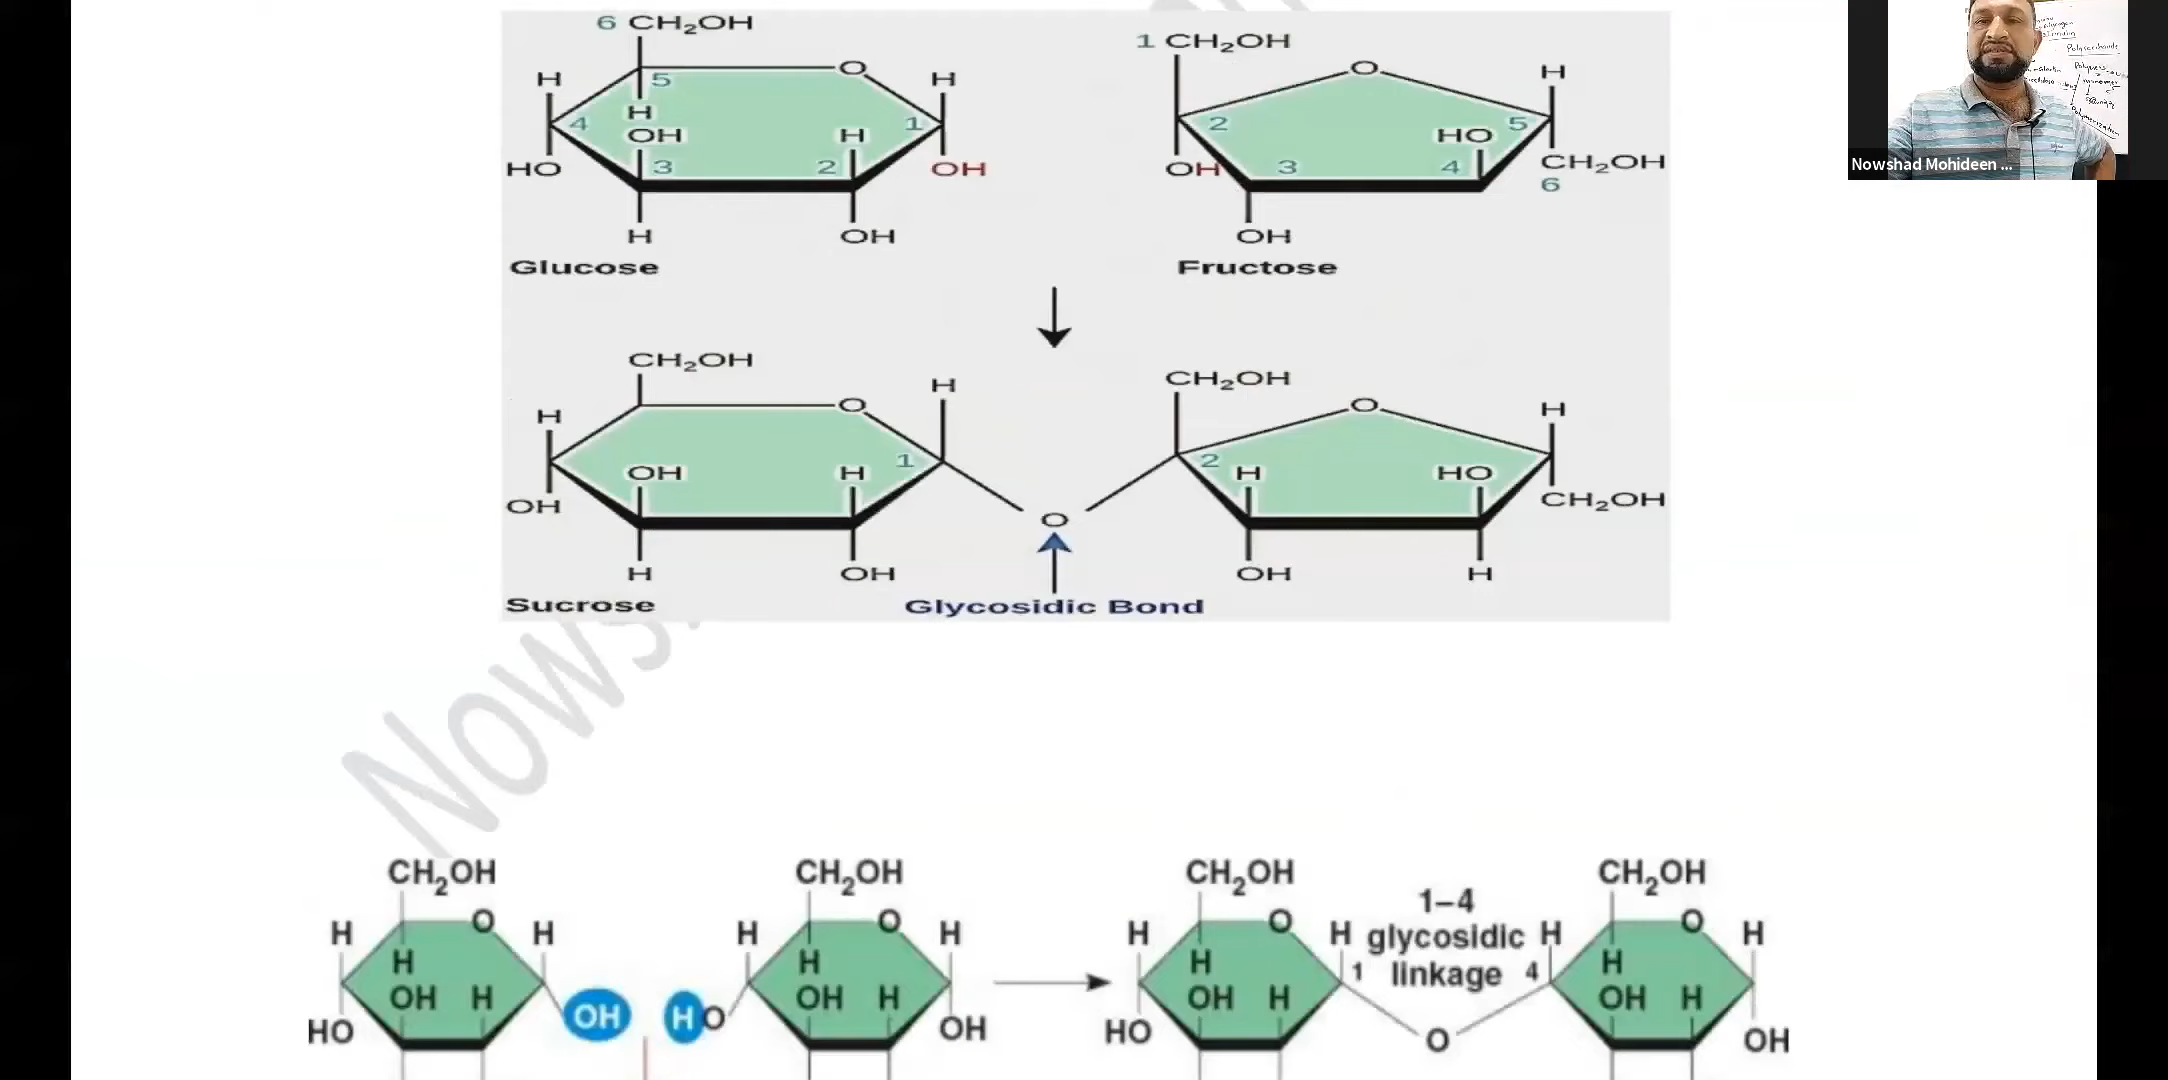 6 CH₂OH
1 CH₂OH
H
5
O
H
O
H
4
H
1
2
HO
5
OH
H
HO
3
2
OH
OH
3
4
CH₂OH
6
H
OH
OH
Glucose
Fructose
CH₂OH
CH₂OH
H
O
H
O
H
OH
H
1
2
H
HO
OH
O
CH₂OH
H
OH
OH
H
Sucrose
Glycosidic Bond
Nows
CH₂OH
CH₂OH
CH₂OH
CH₂OH
1–4
H
O
H
H
O
H
H
O
H
glycosidic
H
O
H
H
H
H
1
linkage
4
H
OH
H
OH
H
OH
H
OH
H
HO
OH
H
O
OH
HO
O
OH
Nowshad Mohideen ...
Polysaccharide